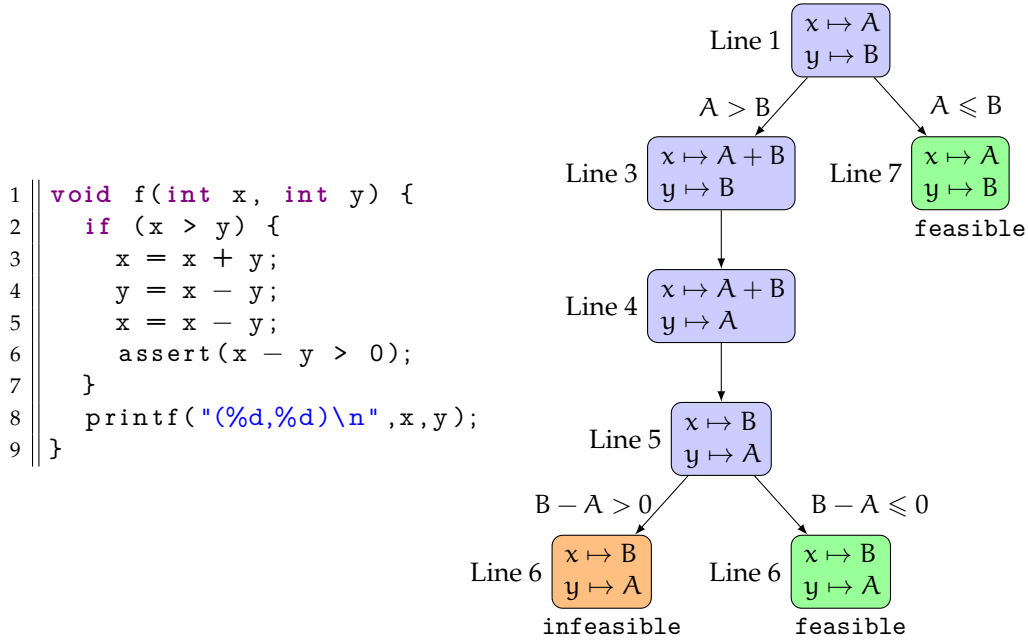 1 void f(int x, int y) {
2 if (x > y) {
3 x = x + y;
4 y = x − y;
5 x = x − y;
6 assert(x − y > 0);
7 }
8 printf("(%d,%d)\n",x,y);
9 }
Line 1
x ↦ A
y ↦ B
A > B
A ⩽ B
Line 3
x ↦ A + B
y ↦ B
Line 7
x ↦ A
y ↦ B
feasible
Line 4
x ↦ A + B
y ↦ A
Line 5
x ↦ B
y ↦ A
B − A > 0
B − A ⩽ 0
Line 6
x ↦ B
y ↦ A
infeasible
Line 6
x ↦ B
y ↦ A
feasible